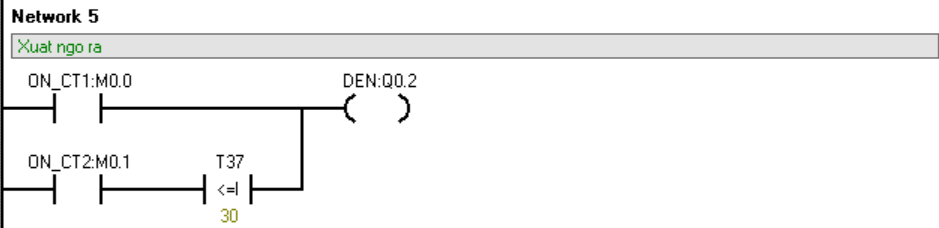 Network 5
Xuat ngo ra
ON_CT1:M0.0 DEN:Q0.2
ON_CT2:M0.1 T37
<=I
30